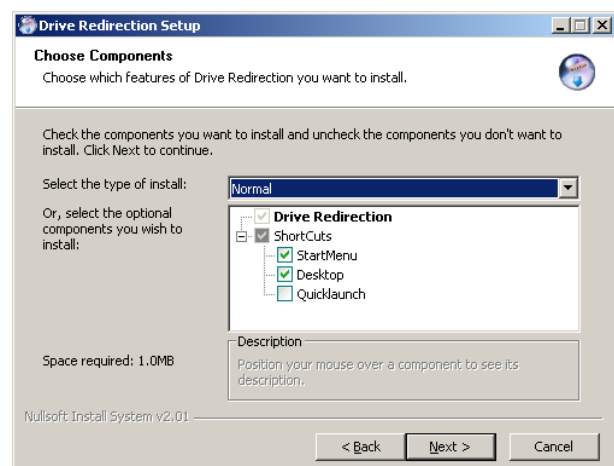 Drive Redirection Setup
Choose Components
Choose which features of Drive Redirection you want to install.
Check the components you want to install and uncheck the components you don't want to
install. Click Next to continue.
Select the type of install:
Normal
Or, select the optional
components you wish to
install:
Drive Redirection
ShortCuts
StartMenu
Desktop
Quicklaunch
Space required: 1.0MB
Description
Position your mouse over a component to see its
description.
Nullsoft Install System v2.01
< Back
Next >
Cancel